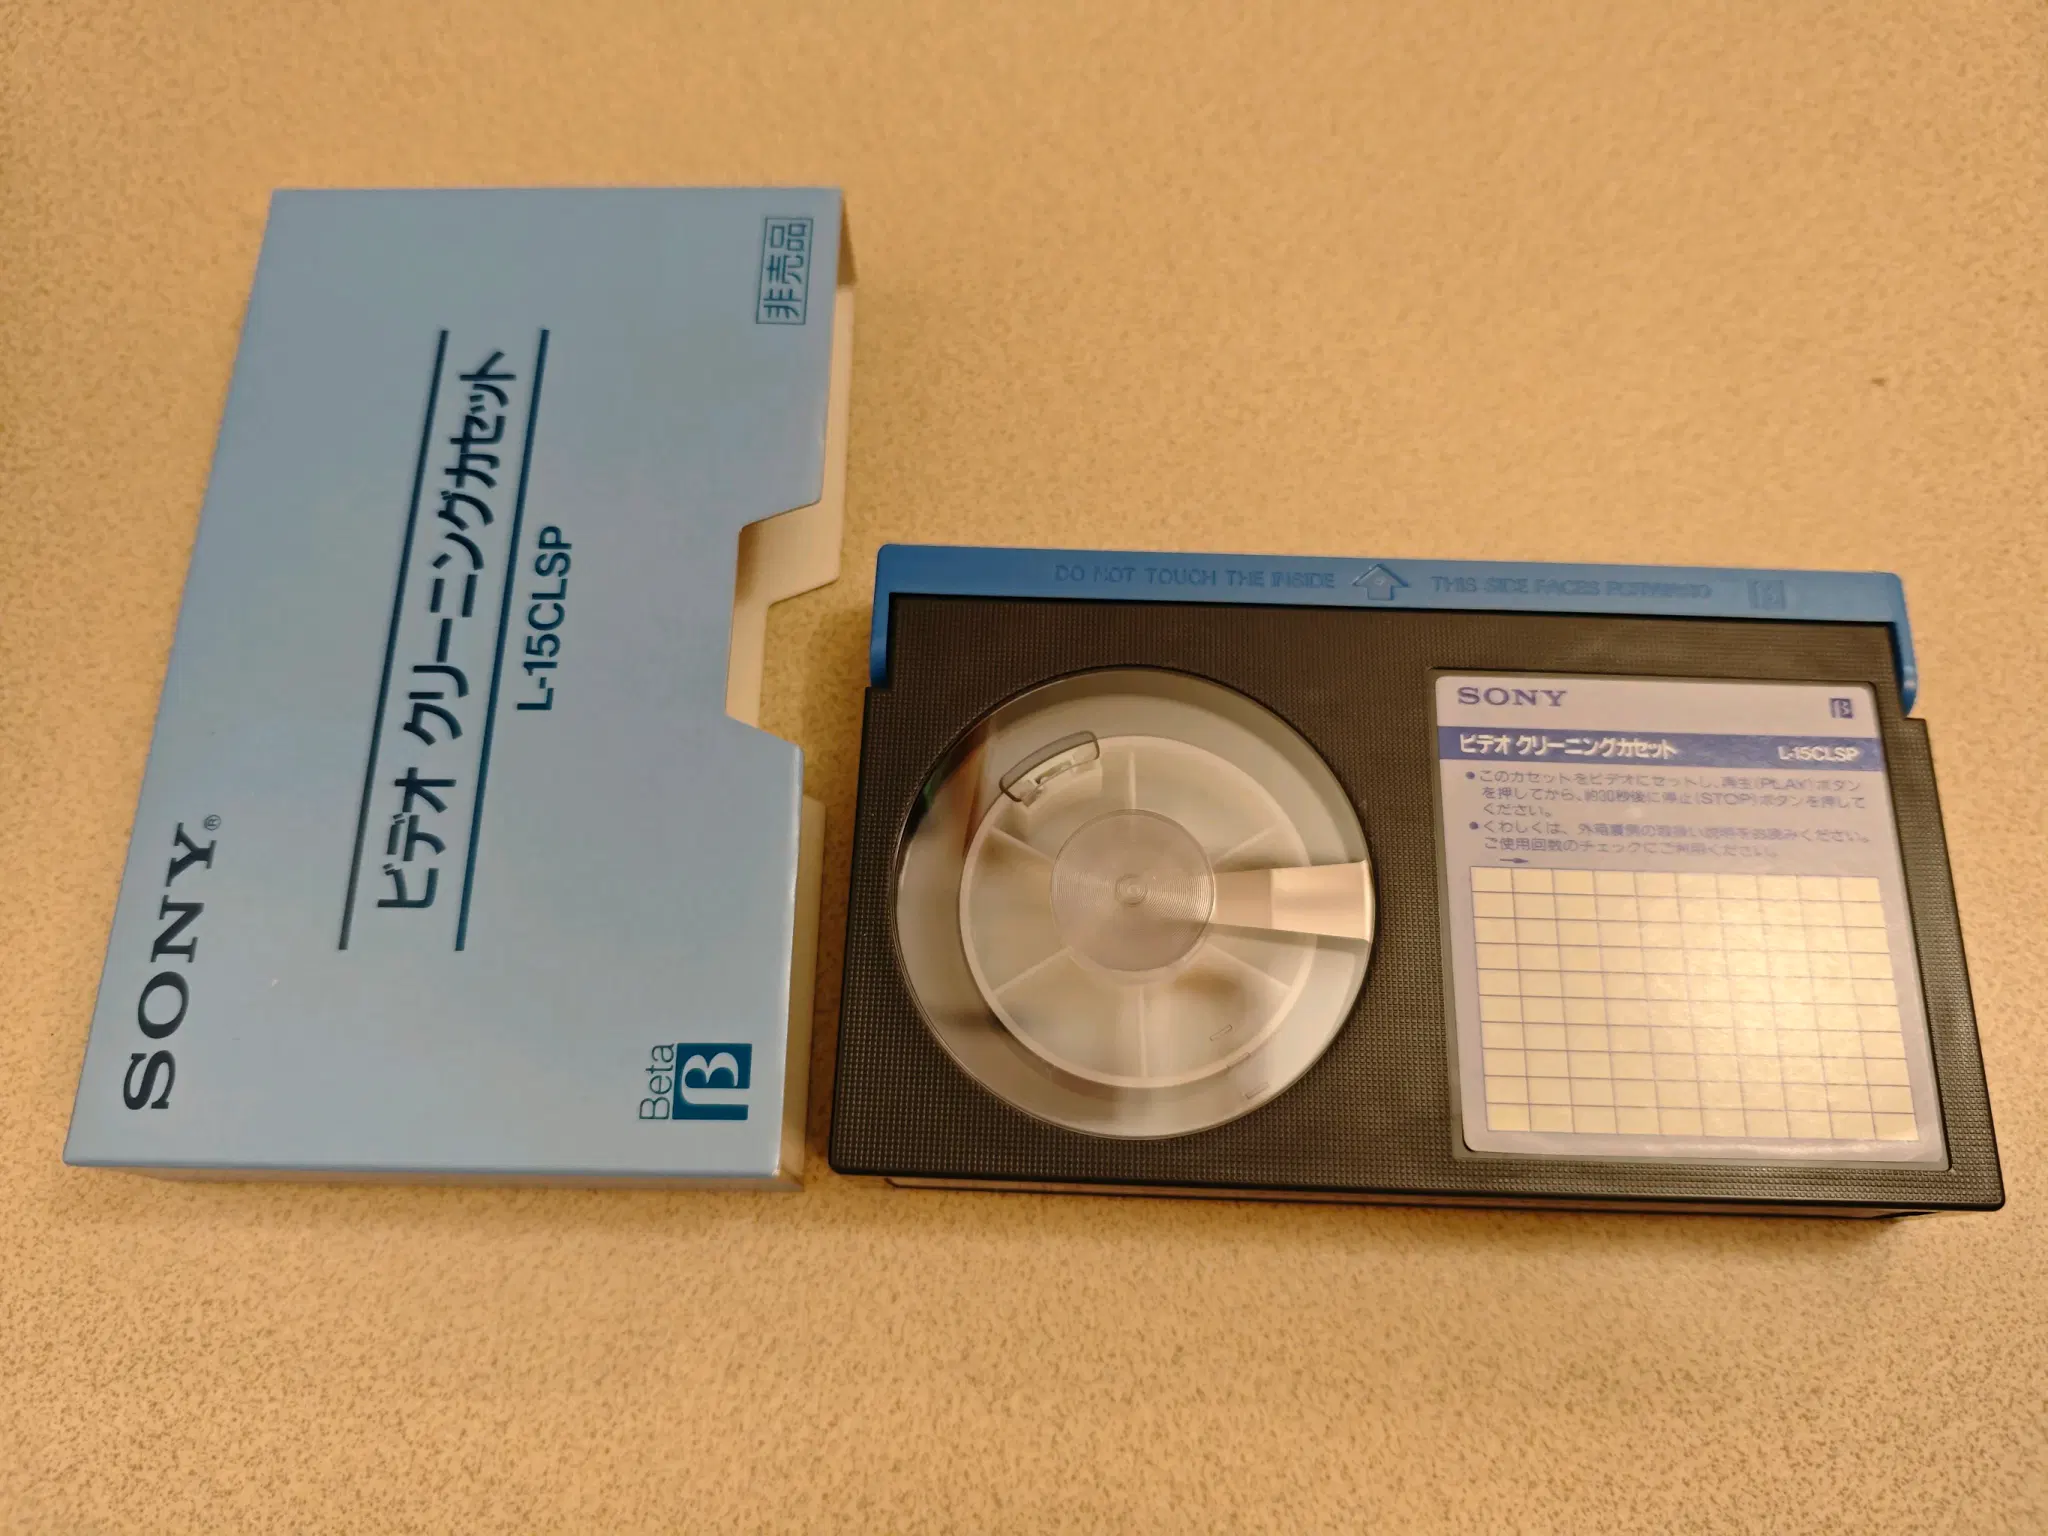 SONY®
ビデオ クリーニングカセット
L-15CLSP
非売品
Beta
β
DO NOT TOUCH THE INSIDE
THIS SIDE FACES FORWARD
β
SONY
β
ビデオ クリーニングカセット L-15CLSP
●このカセットをビデオにセットし、再生(PLAY)ボタン
を押してから、約30秒後に停止(STOP)ボタンを押して
ください。
●くわしくは、外箱裏側の取扱い説明をお読みください。
ご使用回数のチェックにご利用ください。